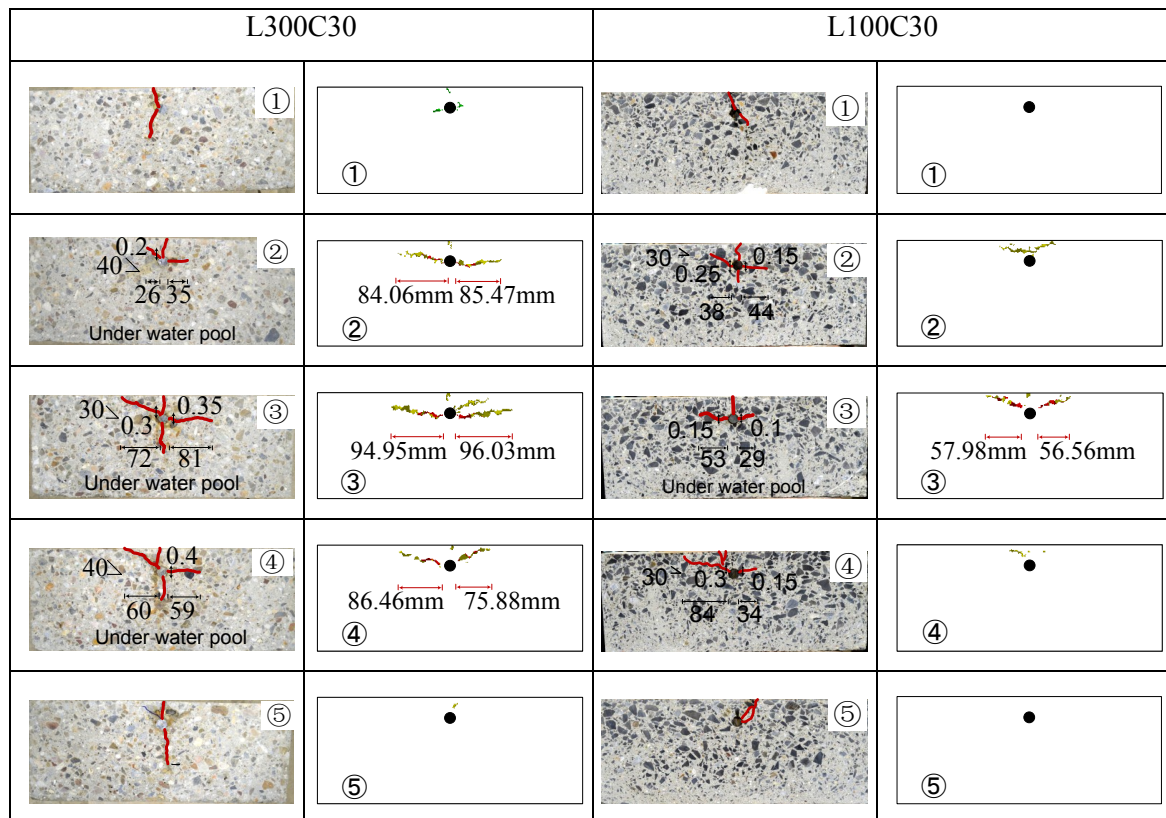 L300C30 L100C30
① ① ① ①
0.2 ②
40
26 35
Under water pool
84.06mm 85.47mm
②
30 0.15 ②
0.25
38 44
②
30 0.35 ③
0.3
72 81
Under water pool
94.95mm 96.03mm
③
③
0.15 0.1
53 29
Under water pool
57.98mm 56.56mm
③
④
40 0.4
60 59
Under water pool
86.46mm 75.88mm
④
④
30 0.3 0.15
84 34
④
⑤ ⑤ ⑤ ⑤